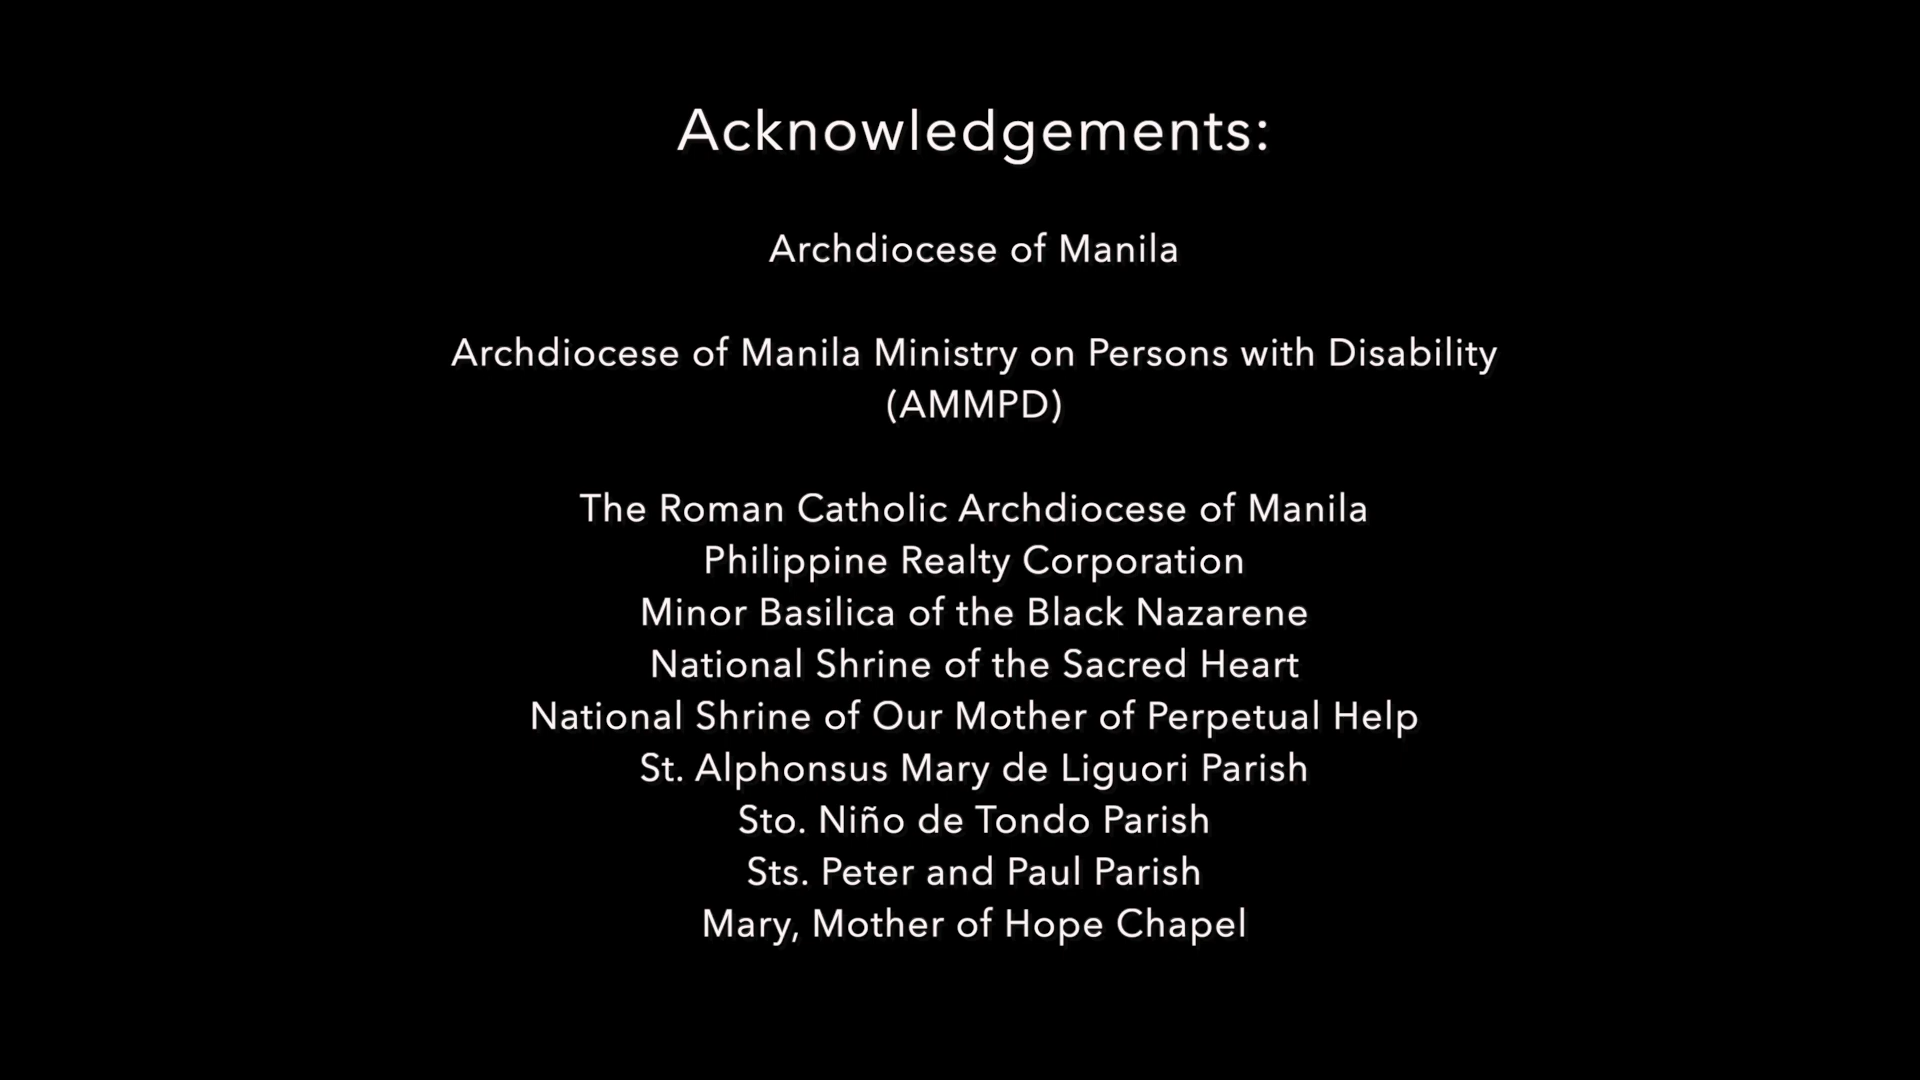 Acknowledgements:
Archdiocese of Manila
Archdiocese of Manila Ministry on Persons with Disability
(AMMPD)
The Roman Catholic Archdiocese of Manila
Philippine Realty Corporation
Minor Basilica of the Black Nazarene
National Shrine of the Sacred Heart
National Shrine of Our Mother of Perpetual Help
St. Alphonsus Mary de Liguori Parish
Sto. Niño de Tondo Parish
Sts. Peter and Paul Parish
Mary, Mother of Hope Chapel